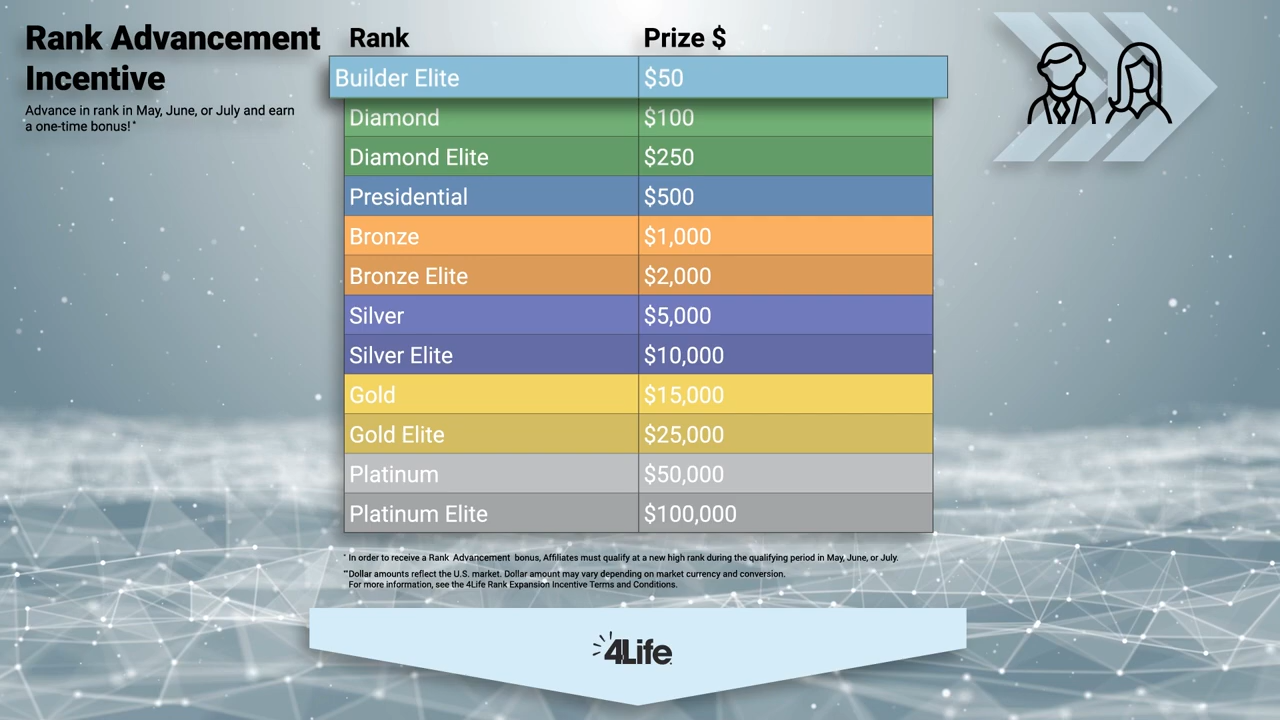 Rank Advancement
Incentive
Advance in rank in May, June, or July and earn
a one-time bonus!*
Rank Prize $
Builder Elite $50
Diamond $100
Diamond Elite $250
Presidential $500
Bronze $1,000
Bronze Elite $2,000
Silver $5,000
Silver Elite $10,000
Gold $15,000
Gold Elite $25,000
Platinum $50,000
Platinum Elite $100,000
* In order to receive a Rank Advancement bonus, Affiliates must qualify at a new high rank during the qualifying period in May, June, or July.
**Dollar amounts reflect the U.S. market. Dollar amount may vary depending on market currency and conversion.
For more information, see the 4Life Rank Expansion Incentive Terms and Conditions.
4Life